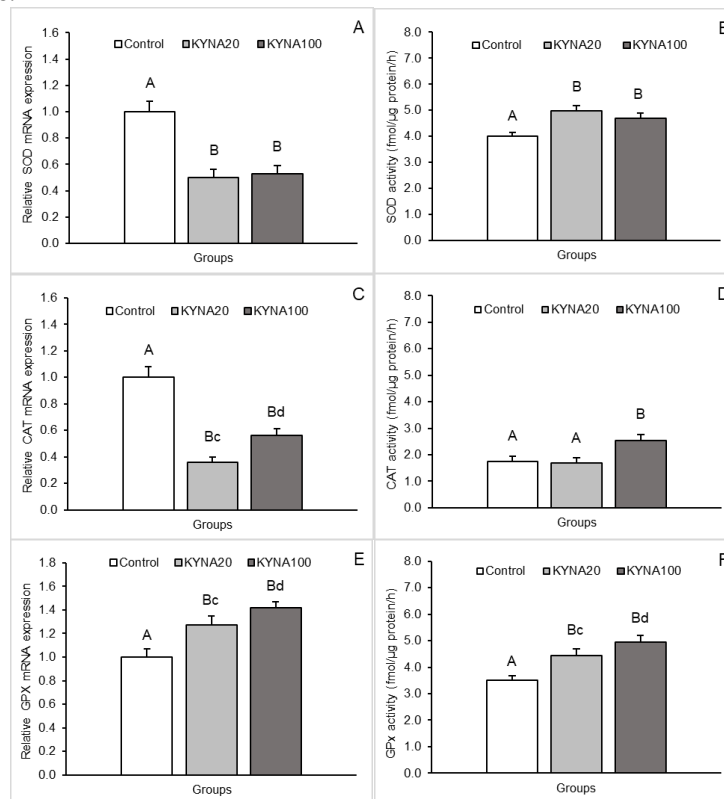 A
1.6
1.4
1.2
1.0
0.8
0.6
0.4
0.2
0.0
Relative SOD mRNA expression
Control KYNA20 KYNA100
A
B
B
Groups
8.0
7.0
6.0
5.0
4.0
3.0
2.0
1.0
0.0
SOD activity (fmol/µg protein/h)
Control KYNA20 KYNA100
A
B
B
Groups
C
1.6
1.4
1.2
1.0
0.8
0.6
0.4
0.2
0.0
Relative CAT mRNA expression
Control KYNA20 KYNA100
A
Bc
Bd
Groups
8.0
7.0
6.0
5.0
4.0
3.0
2.0
1.0
0.0
CAT activity (fmol/µg protein/h)
Control KYNA20 KYNA100
A
A
B
Groups
E
1.8
1.6
1.4
1.2
1.0
0.8
0.6
0.4
0.2
0.0
Relative GPX mRNA expression
Control KYNA20 KYNA100
A
Bc
Bd
Groups
8.0
7.0
6.0
5.0
4.0
3.0
2.0
1.0
0.0
GPx activity (fmol/µg protein/h)
Control KYNA20 KYNA100
A
Bc
Bd
Groups